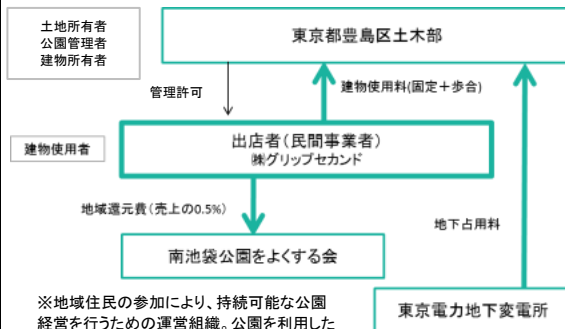 土地所有者
公園管理者
建物所有者
東京都豊島区土木部
管理許可
建物使用料(固定＋歩合)
建物使用者
出店者(民間事業者)
㈱グリップセカンド
地域還元費(売上の0.5%)
地下占用料
南池袋公園をよくする会
※地域住民の参加により、持続可能な公園
経営を行うための運営組織。公園を利用した
東京電力地下変電所